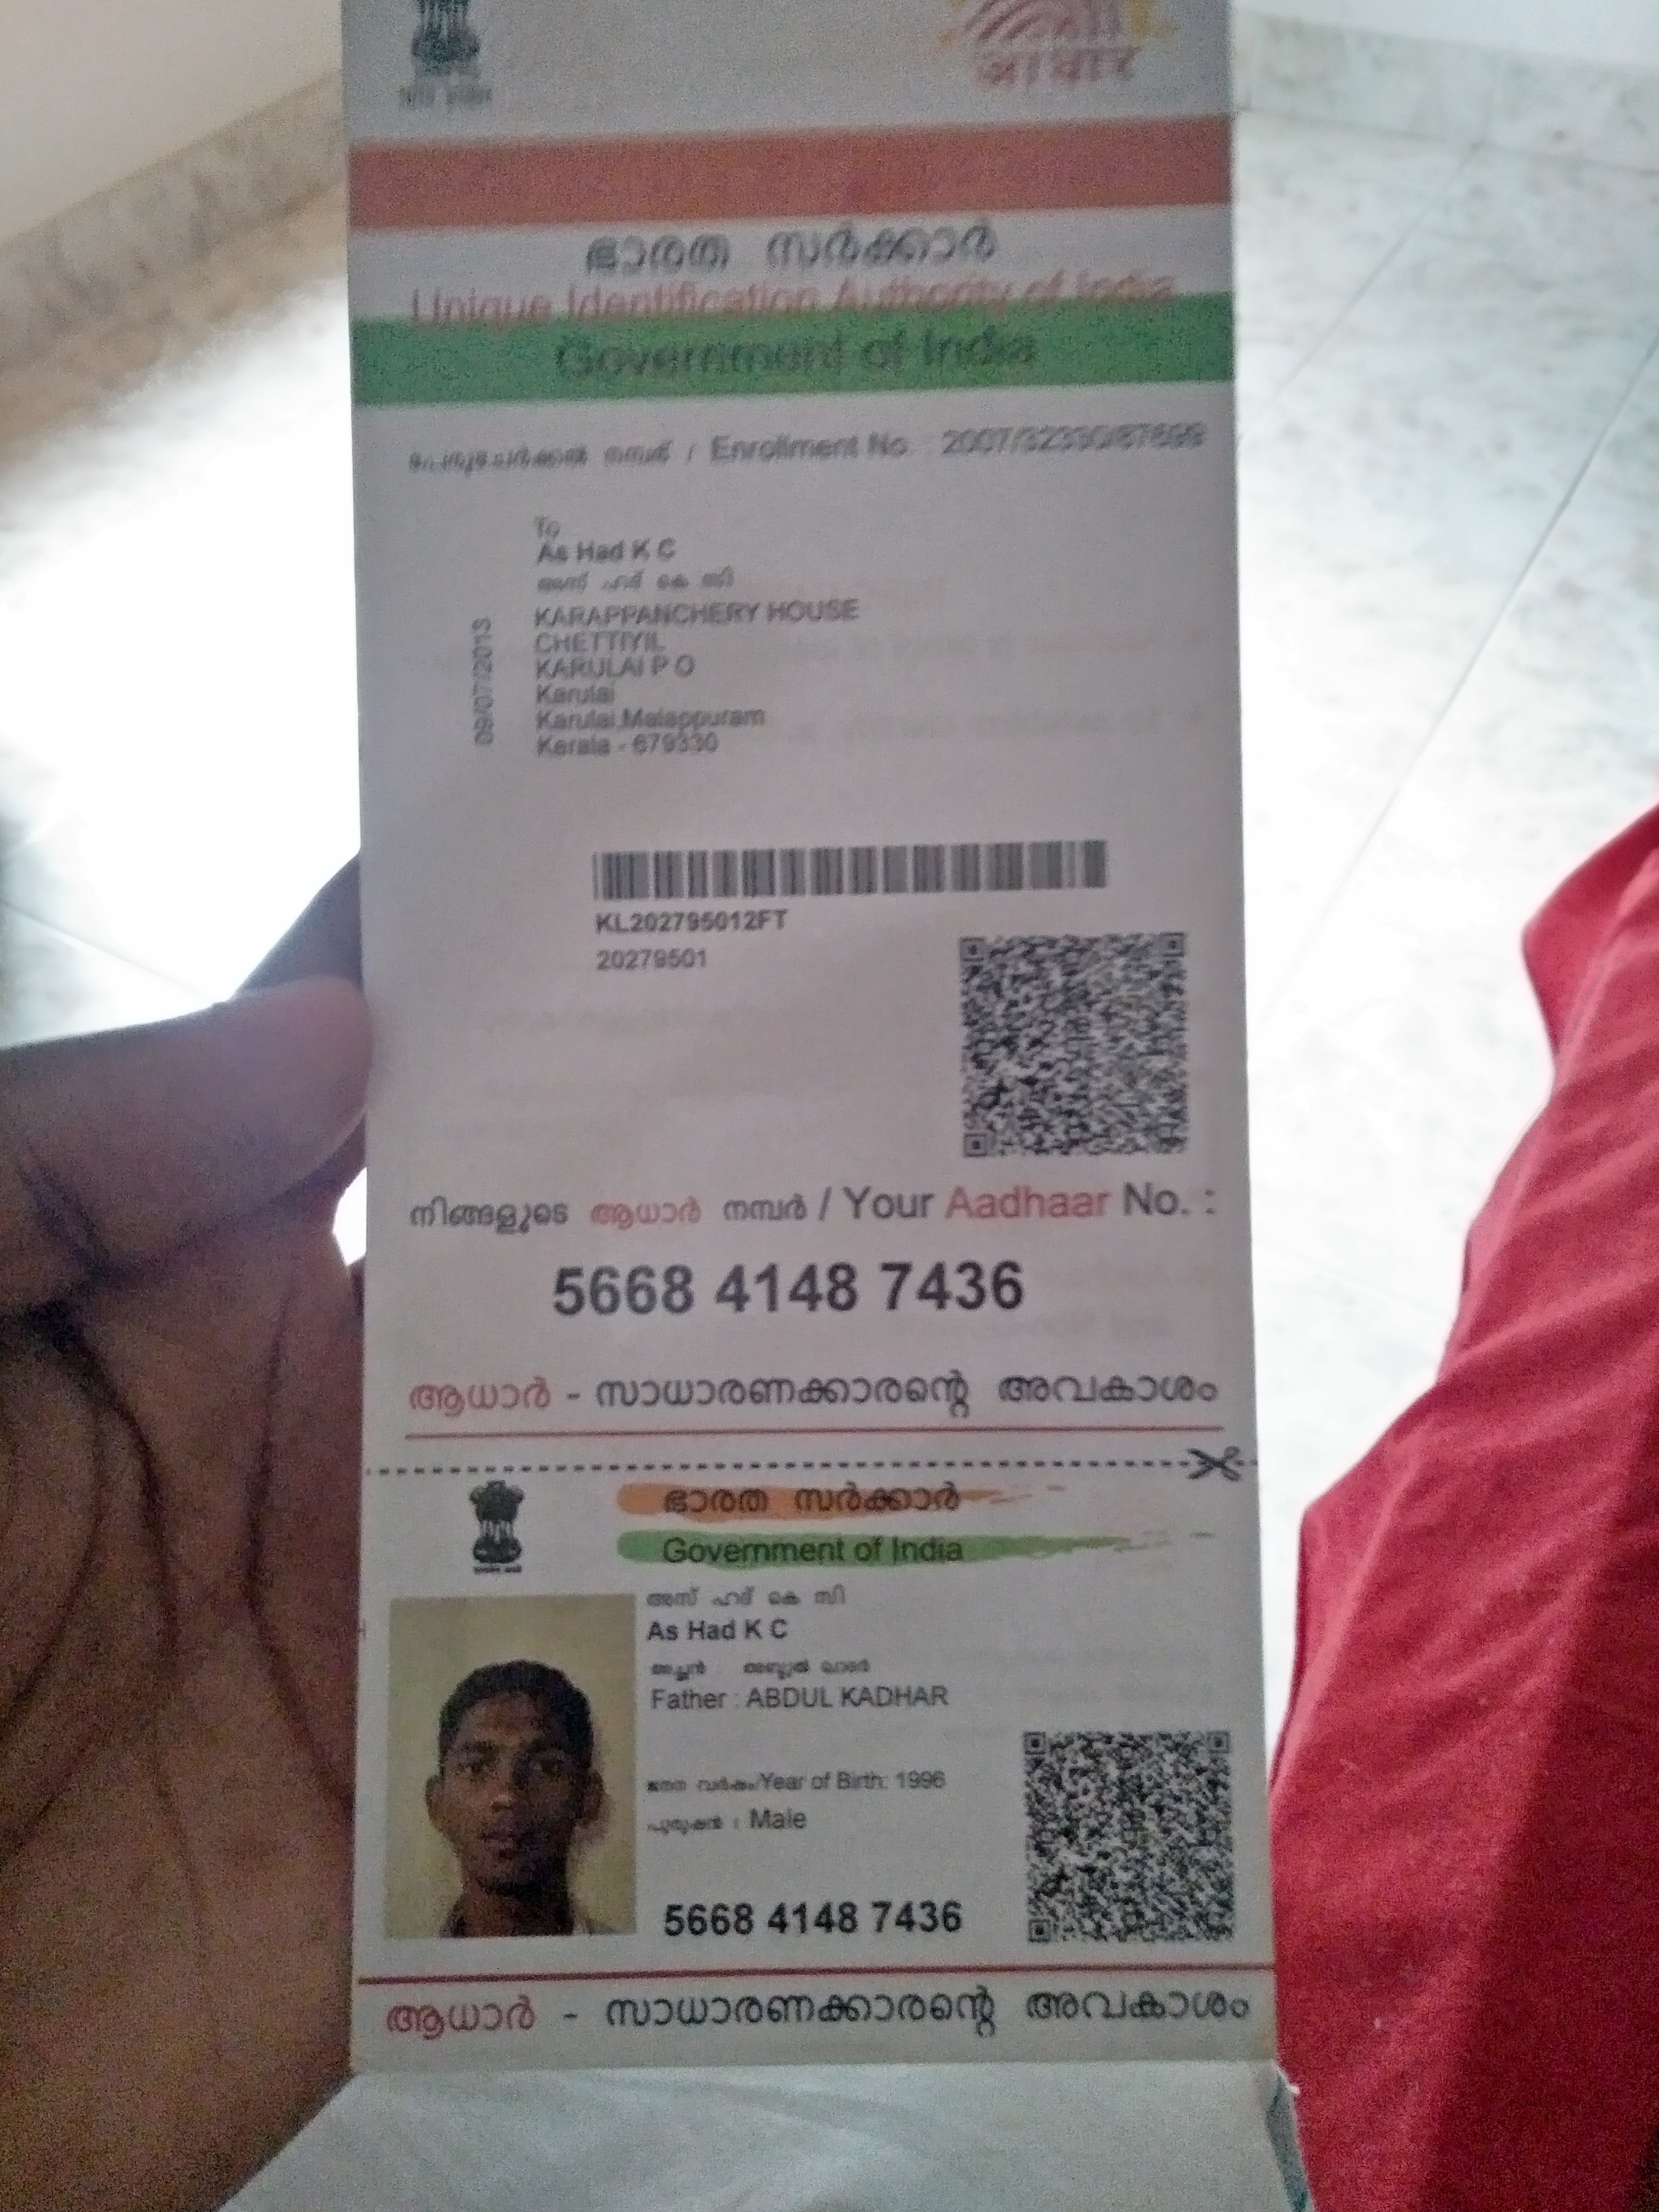 आधार
ഭാരത സർക്കാർ
Unique Identification Authority of India
Government of India
നമ്പർ / Enrollment No. : 2007/32330/87699
To
As Had K C
അസ് ഹദ് കെ സി
KARAPPANCHERY HOUSE
CHETTIYIL
KARULAI P O
Karulai
Karulai,Malappuram
Kerala - 679330
09/07/2013
KL202795012FT
20279501
നിങ്ങളുടെ ആധാർ നമ്പർ / Your Aadhaar No. :
5668 4148 7436
ആധാർ - സാധാരണക്കാരന്റെ അവകാശം
ഭാരത സർക്കാർ
Government of India
അസ് ഹദ് കെ സി
As Had K C
അച്ഛൻ : അബ്ദുൽ ഖാദർ
Father : ABDUL KADHAR
ജനന വർഷം/Year of Birth: 1996
പുരുഷൻ / Male
5668 4148 7436
ആധാർ - സാധാരണക്കാരന്റെ അവകാശം